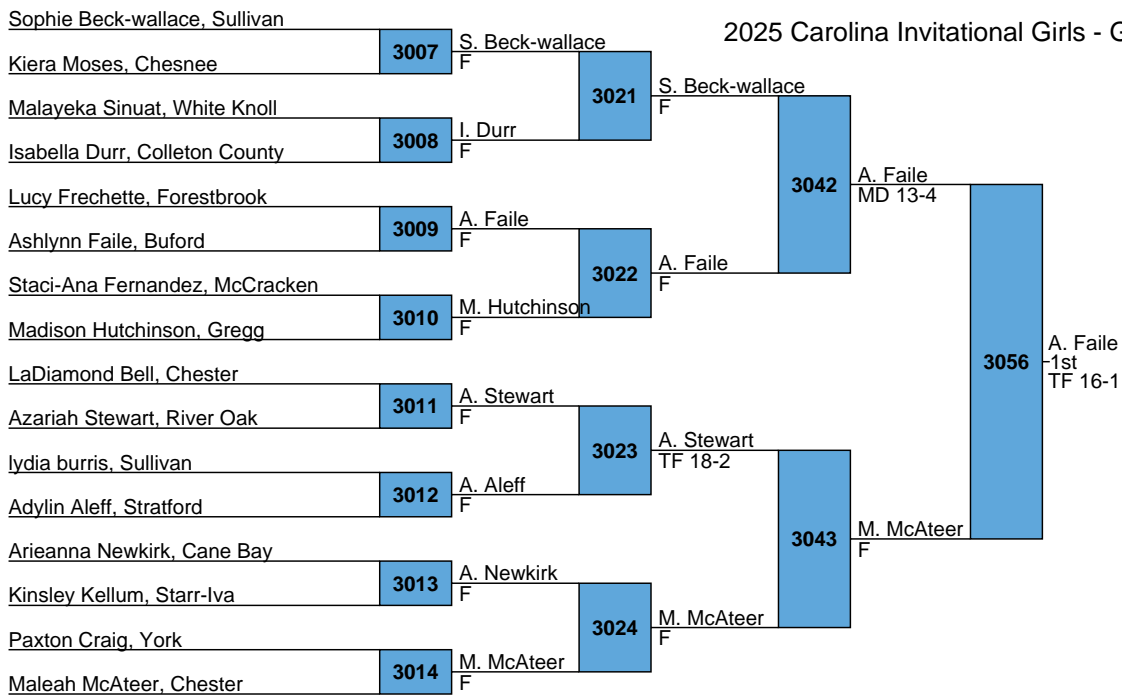 2025 Carolina Invitational Girls - G
Sophie Beck-wallace, Sullivan
Kiera Moses, Chesnee
Malayeka Sinuat, White Knoll
Isabella Durr, Colleton County
Lucy Frechette, Forestbrook
Ashlynn Faile, Buford
Staci-Ana Fernandez, McCracken
Madison Hutchinson, Gregg
LaDiamond Bell, Chester
Azariah Stewart, River Oak
lydia burris, Sullivan
Adylin Aleff, Stratford
Arieanna Newkirk, Cane Bay
Kinsley Kellum, Starr-Iva
Paxton Craig, York
Maleah McAteer, Chester
3007
3008
3009
3010
3011
3012
3013
3014
S. Beck-wallace
F
I. Durr
F
A. Faile
F
M. Hutchinson
F
A. Stewart
F
A. Aleff
F
A. Newkirk
F
M. McAteer
F
3021
3022
3023
3024
S. Beck-wallace
F
A. Faile
F
A. Stewart
TF 18-2
M. McAteer
F
3042
3043
A. Faile
MD 13-4
M. McAteer
F
3056
A. Faile
1st
TF 16-1